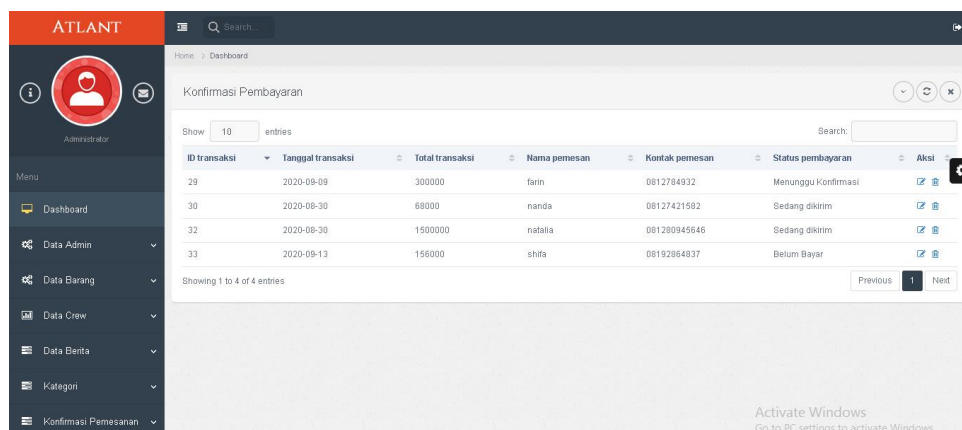 ATLANT
Search...
Home > Dashboard
Administrator
Menu
Dashboard
Data Admin
Data Barang
Data Crew
Data Berita
Kategori
Konfirmasi Pemesanan
Konfirmasi Pembayaran
Show 10 entries Search:
ID transaksi Tanggal transaksi Total transaksi Nama pemesan Kontak pemesan Status pembayaran Aksi
29 2020-09-09 300000 farin 0812784932 Menunggu Konfirmasi
30 2020-08-30 68000 nanda 08127421582 Sedang dikirim
32 2020-08-30 1500000 natalia 081280945646 Sedang dikirim
33 2020-09-13 156000 shifa 08192864837 Belum Bayar
Showing 1 to 4 of 4 entries Previous 1 Next
Activate Windows
Go to PC settings to activate Windows.